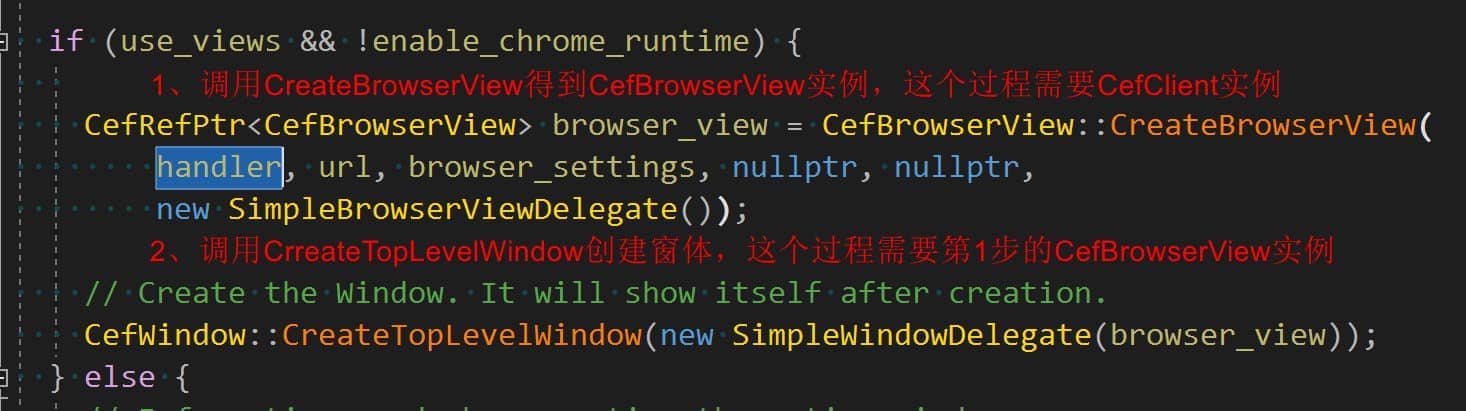 if (use_views && !enable_chrome_runtime) {
1、调用CreateBrowserView得到CefBrowserView实例，这个过程需要CefClient实例
CefRefPtr<CefBrowserView> browser_view = CefBrowserView::CreateBrowserView(
handler, url, browser_settings, nullptr, nullptr,
new SimpleBrowserViewDelegate());
2、调用CrreateTopLevelWindow创建窗体，这个过程需要第1步的CefBrowserView实例
// Create the Window. It will show itself after creation.
CefWindow::CreateTopLevelWindow(new SimpleWindowDelegate(browser_view));
} else {